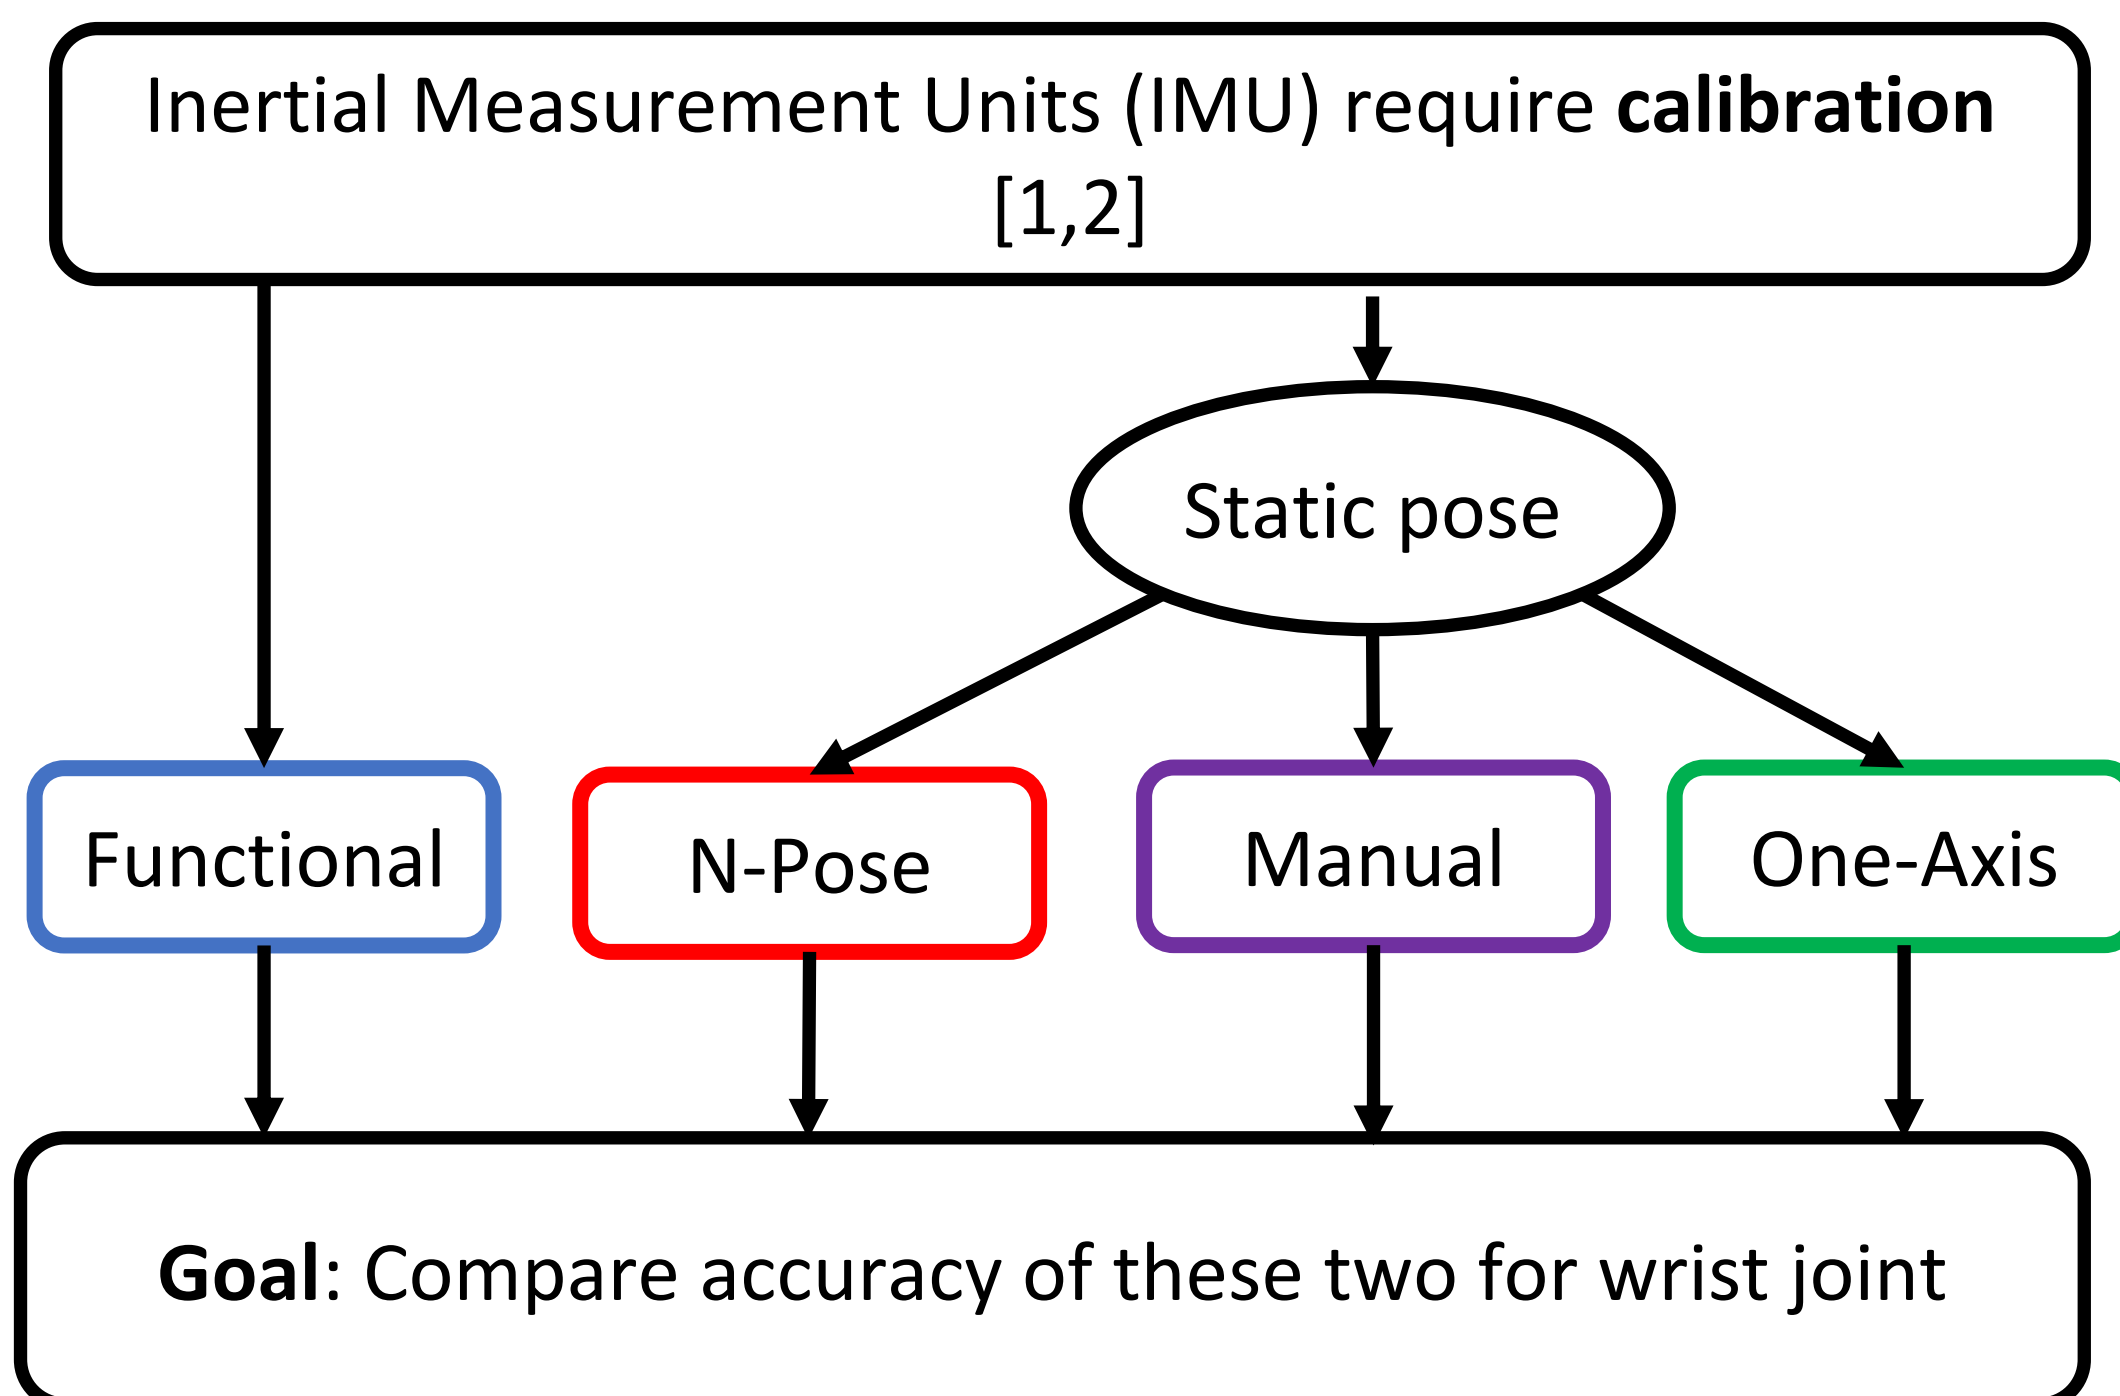 Inertial Measurement Units (IMU) require calibration
[1,2]
Static pose
Functional
N-Pose
Manual
One-Axis
Goal: Compare accuracy of these two for wrist joint